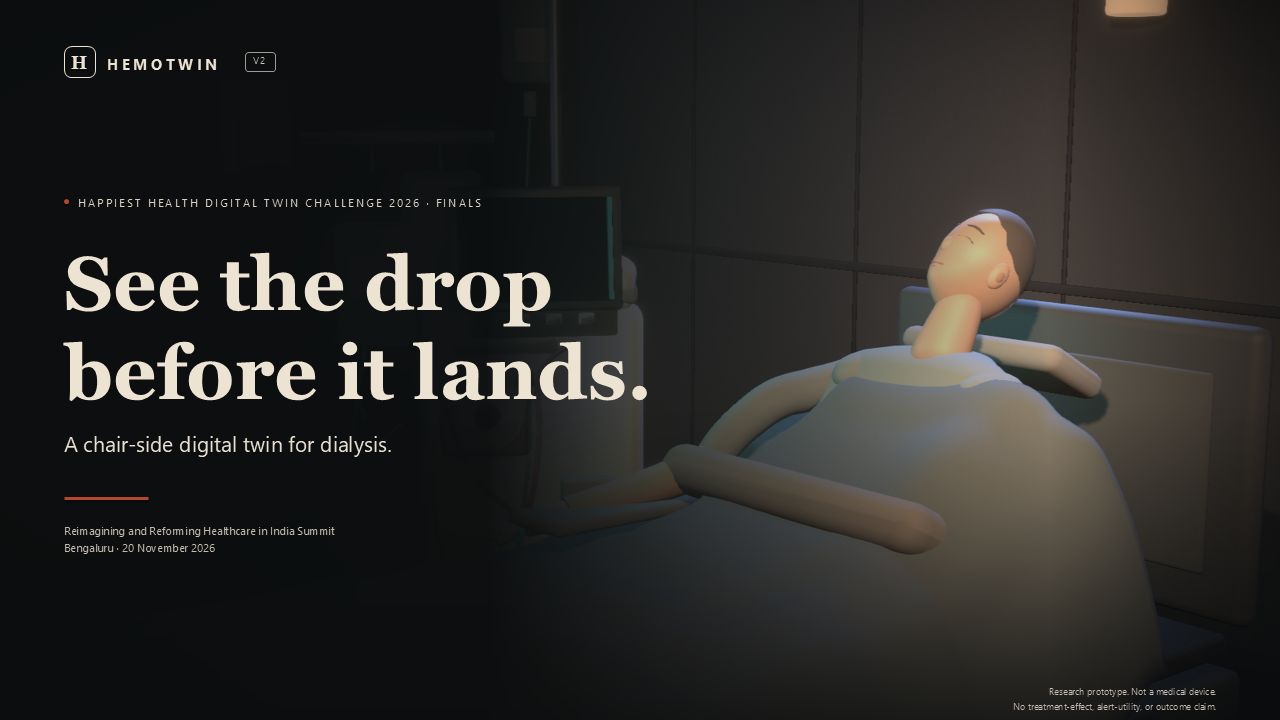 H HEMOTWIN V2
HAPPIEST HEALTH DIGITAL TWIN CHALLENGE 2026 · FINALS
See the drop
before it lands.
A chair-side digital twin for dialysis.
Reimagining and Reforming Healthcare in India Summit
Bengaluru · 20 November 2026
Research prototype. Not a medical device.
No treatment-effect, alert-utility, or outcome claim.